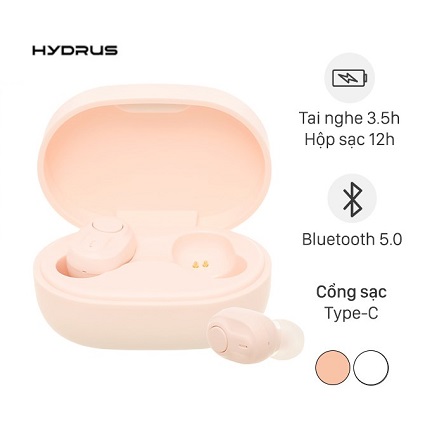 HYDRUS
Tai nghe 3.5h
Hộp sạc 12h
Bluetooth 5.0
Cổng sạc
Type-C